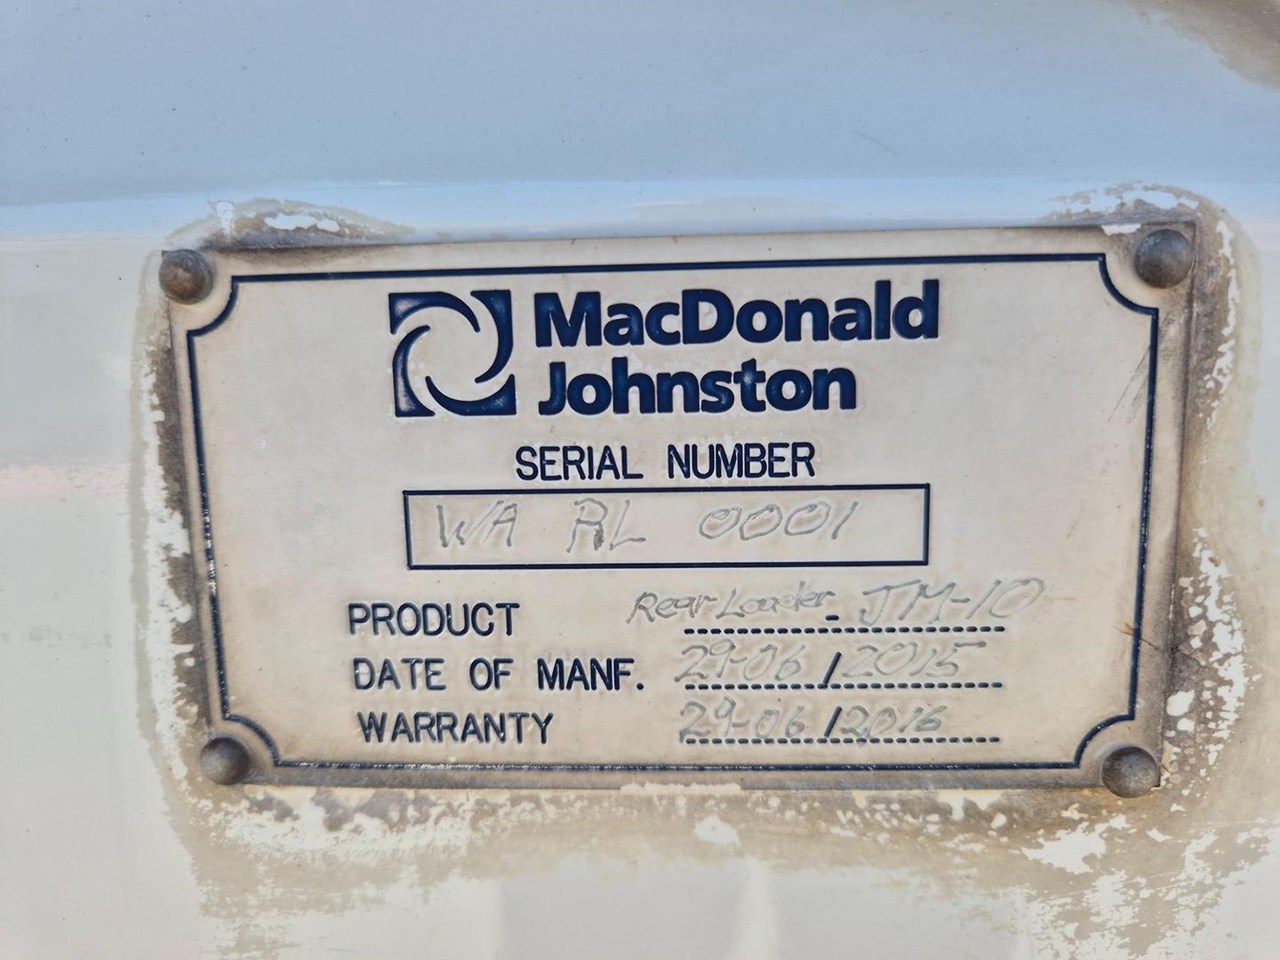 MacDonald
Johnston
SERIAL NUMBER
WA RL 0001
PRODUCT Rear Loader - JM-10
DATE OF MANF. 29-06/2015
WARRANTY 29-06/2016